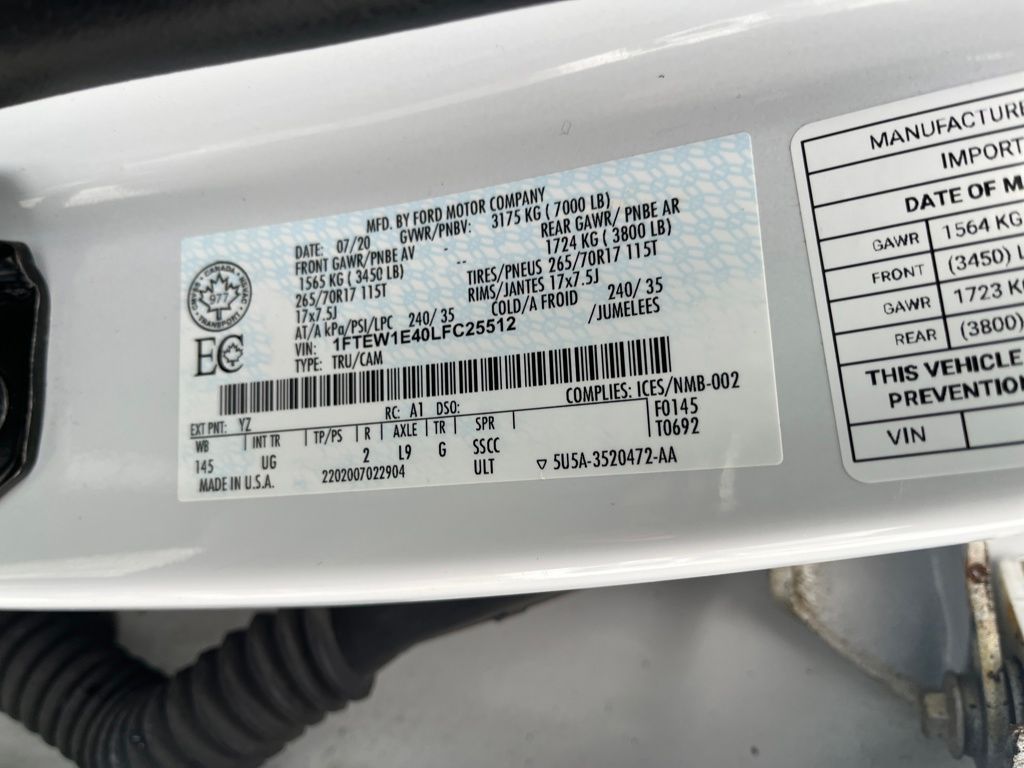 MFD. BY FORD MOTOR COMPANY
DATE: 07/20 GVWR/PNBV: 3175 KG ( 7000 LB)
FRONT GAWR/PNBE AV -- REAR GAWR/ PNBE AR
1565 KG ( 3450 LB) -- 1724 KG ( 3800 LB)
265/70R17 115T TIRES/PNEUS 265/70R17 115T
17x7.5J RIMS/JANTES 17x7.5J
AT/A kPa/PSI/LPC 240/ 35 COLD/A FROID 240/ 35
VIN: 1FTEW1E40LFC25512 /JUMELEES
TYPE: TRU/CAM
CANADA
977
TRANSPORT
EC
COMPLIES: ICES/NMB-002
EXT PNT: YZ RC: A1 DSO: F0145
WB INT TR TP/PS R AXLE TR SPR T0692
145 UG 2 L9 G SSCC
MADE IN U.S.A. 2202007022904 ULT 5U5A-3520472-AA
MANUFACTURE
IMPORT
DATE OF M
GAWR 1564 KG
FRONT (3450) L
GAWR 1723 K
REAR (3800)
THIS VEHICLE
PREVENTION
VIN